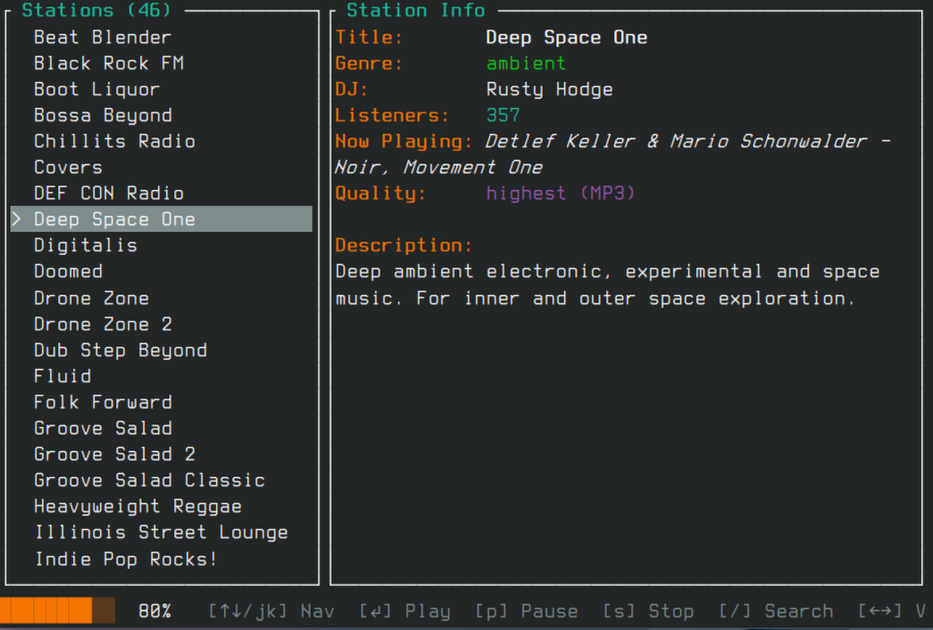 Stations (46)
Beat Blender
Black Rock FM
Boot Liquor
Bossa Beyond
Chillits Radio
Covers
DEF CON Radio
> Deep Space One
Digitalis
Doomed
Drone Zone
Drone Zone 2
Dub Step Beyond
Fluid
Folk Forward
Groove Salad
Groove Salad 2
Groove Salad Classic
Heavyweight Reggae
Illinois Street Lounge
Indie Pop Rocks!
Station Info
Title: Deep Space One
Genre: ambient
DJ: Rusty Hodge
Listeners: 357
Now Playing: Detlef Keller & Mario Schonwalder -
Noir, Movement One
Quality: highest (MP3)
Description:
Deep ambient electronic, experimental and space
music. For inner and outer space exploration.
80% [↑↓/jk] Nav [↵] Play [p] Pause [s] Stop [/] Search [←→] V